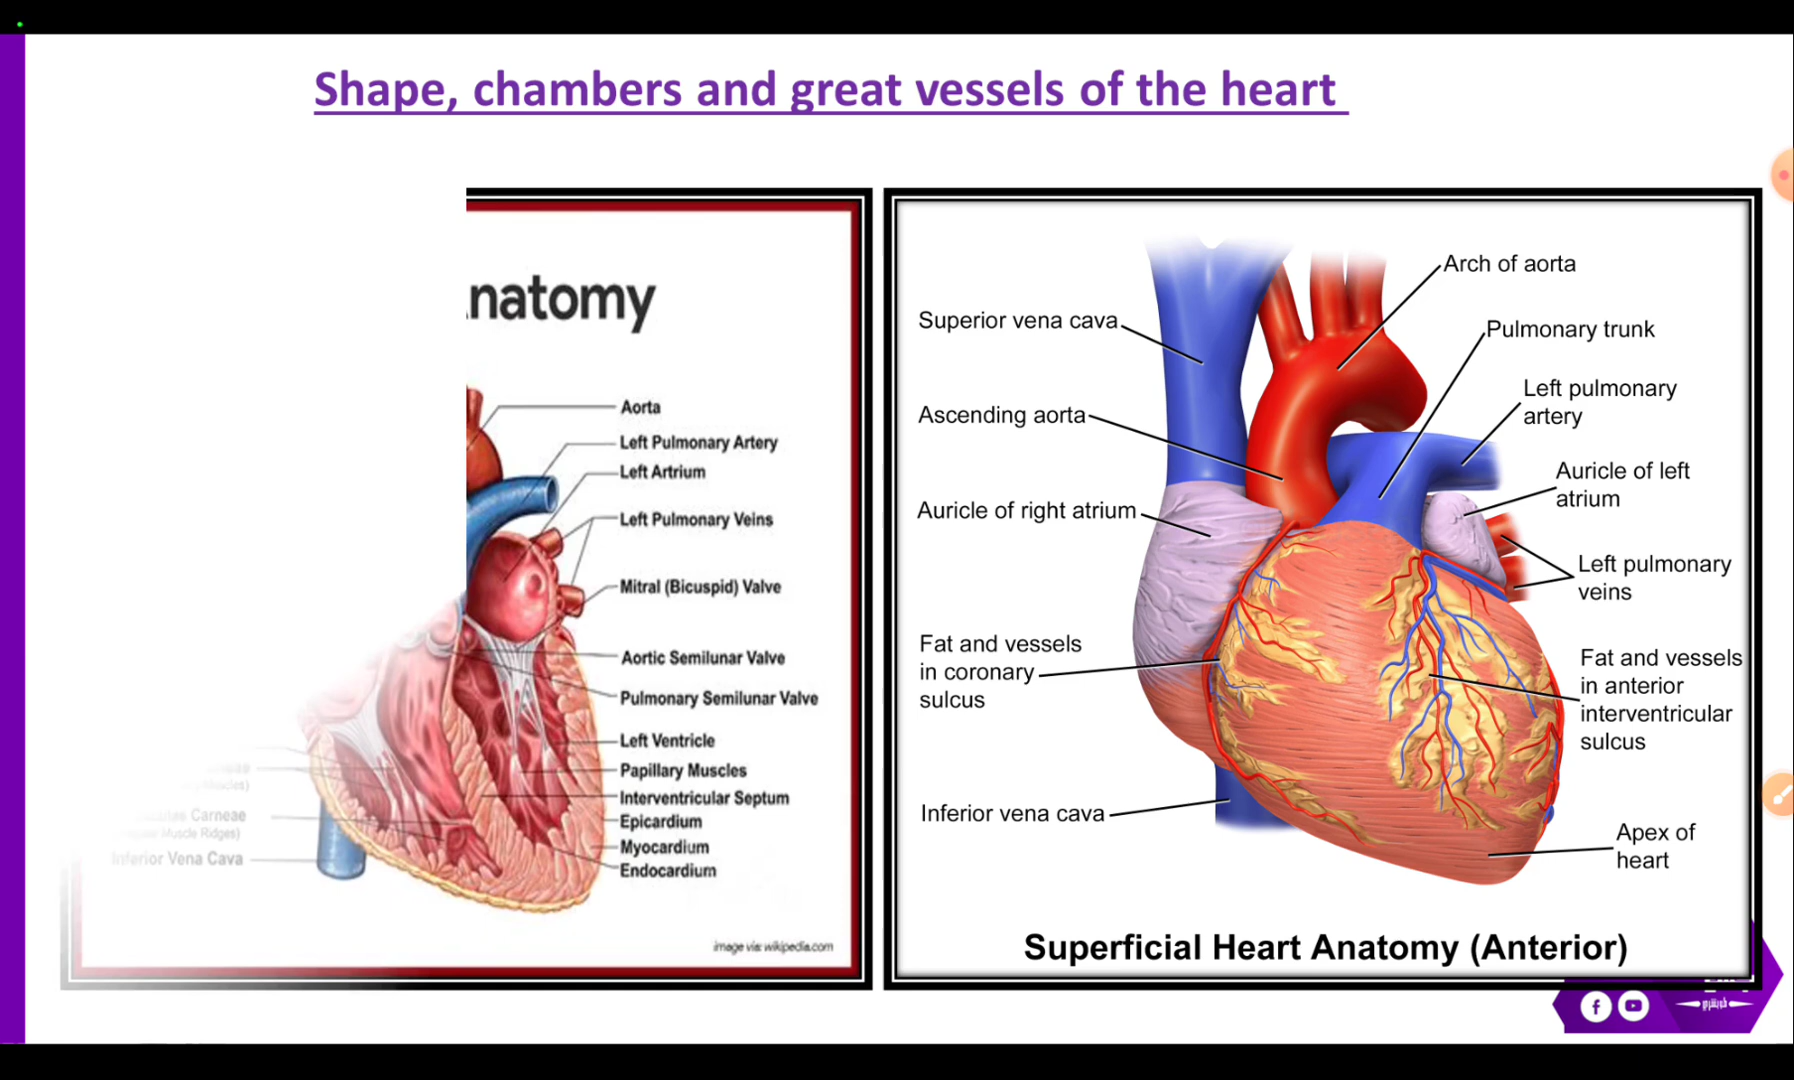 Shape, chambers and great vessels of the heart
natomy
Aorta
Left Pulmonary Artery
Left Artrium
Left Pulmonary Veins
Mitral (Bicuspid) Valve
Aortic Semilunar Valve
Pulmonary Semilunar Valve
Left Ventricle
Papillary Muscles
Interventricular Septum
Epicardium
Myocardium
Endocardium
Carneae
Muscle Ridges)
Inferior Vena Cava
image via: wikipedia.com
Arch of aorta
Superior vena cava
Pulmonary trunk
Left pulmonary
artery
Ascending aorta
Auricle of left
atrium
Auricle of right atrium
Left pulmonary
veins
Fat and vessels
in coronary
sulcus
Fat and vessels
in anterior
interventricular
sulcus
Inferior vena cava
Apex of
heart
Superficial Heart Anatomy (Anterior)